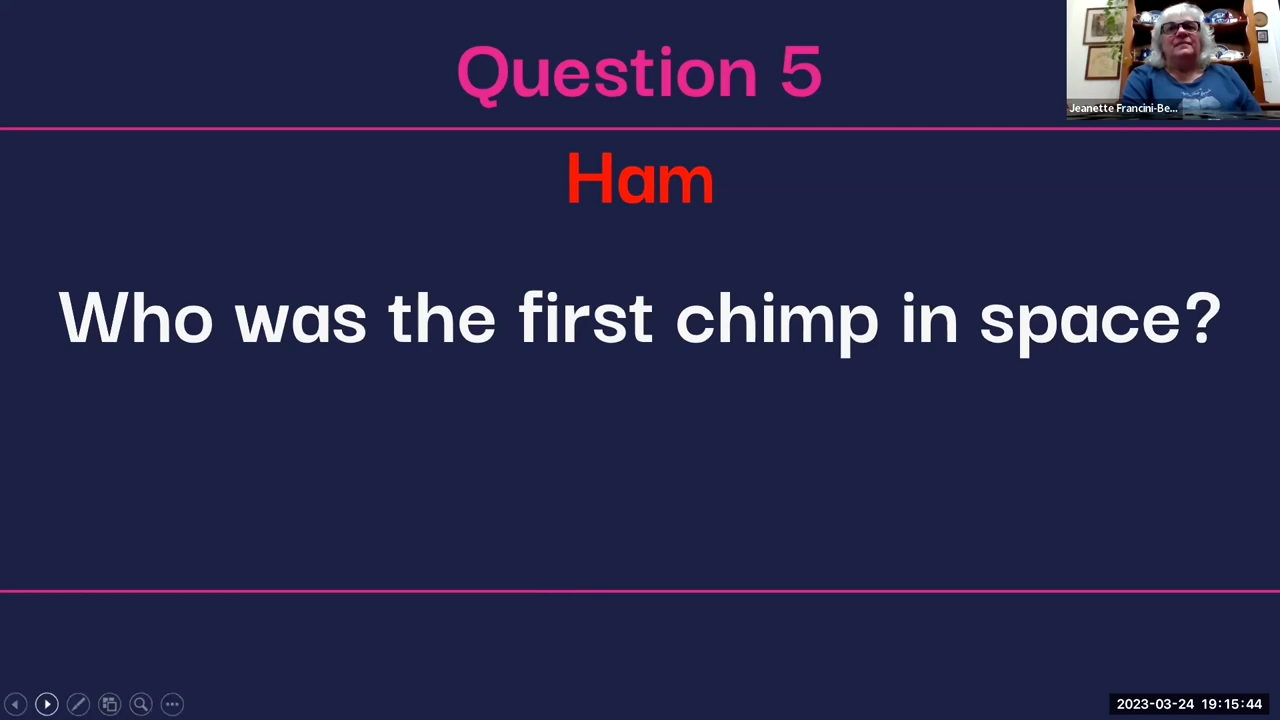 Question 5
Jeanette Francini-Be...
Ham
Who was the first chimp in space?
2023-03-24 19:15:44